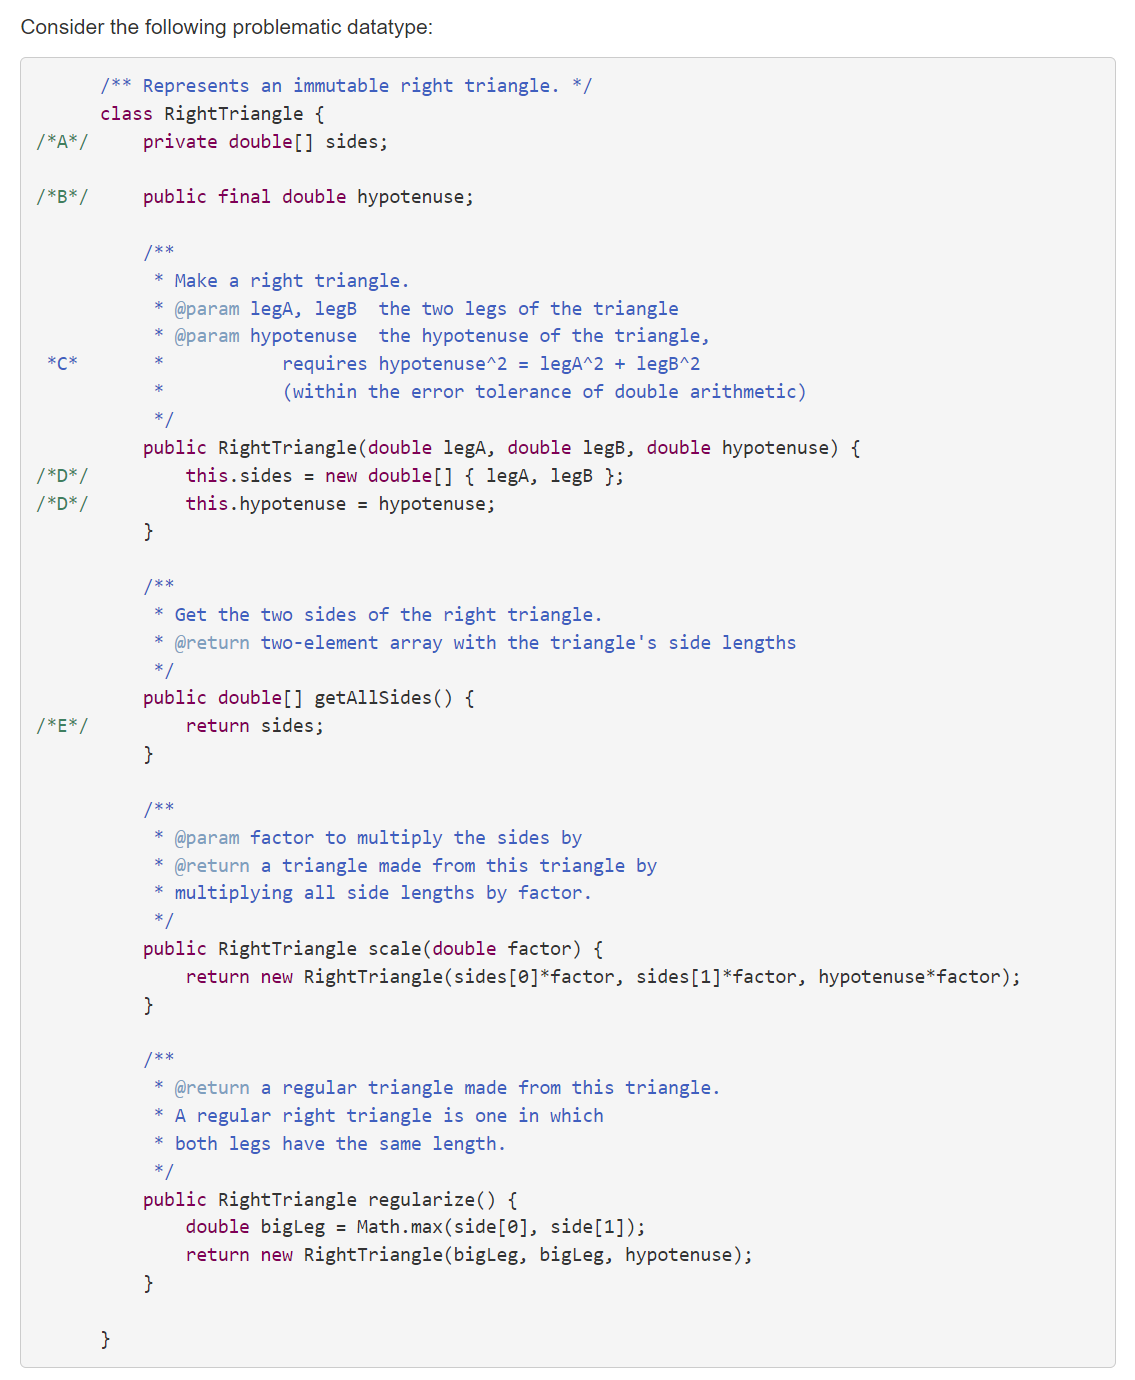 Consider the following problematic datatype:
/** Represents an immutable right triangle. */
class RightTriangle {
/*A*/     private double[] sides;
/*B*/     public final double hypotenuse;
/**
* Make a right triangle.
* @param legA, legB  the two legs of the triangle
* @param hypotenuse  the hypotenuse of the triangle,
*C*       *           requires hypotenuse^2 = legA^2 + legB^2
*           (within the error tolerance of double arithmetic)
*/
public RightTriangle(double legA, double legB, double hypotenuse) {
/*D*/         this.sides = new double[] { legA, legB };
/*D*/         this.hypotenuse = hypotenuse;
}
/**
* Get the two sides of the right triangle.
* @return two-element array with the triangle's side lengths
*/
public double[] getAllSides() {
/*E*/         return sides;
}
/**
* @param factor to multiply the sides by
* @return a triangle made from this triangle by
* multiplying all side lengths by factor.
*/
public RightTriangle scale(double factor) {
return new RightTriangle(sides[0]*factor, sides[1]*factor, hypotenuse*factor);
}
/**
* @return a regular triangle made from this triangle.
* A regular right triangle is one in which
* both legs have the same length.
*/
public RightTriangle regularize() {
double bigLeg = Math.max(side[0], side[1]);
return new RightTriangle(bigLeg, bigLeg, hypotenuse);
}
}